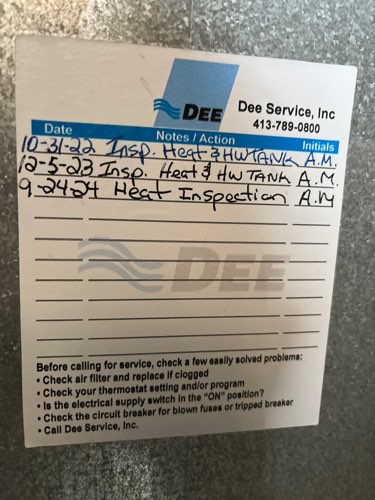 DEE
Dee Service, Inc
413-789-0800
Date Notes / Action Initials
10-31-22 Insp. Heat & HW TANK A.M.
12-5-23 Insp. Heat & HW TANK A.M.
9-24-24 Heat Inspection A.M
DEE
Before calling for service, check a few easily solved problems:
• Check air filter and replace if clogged
• Check your thermostat setting and/or program
• Is the electrical supply switch in the "ON" position?
• Check the circuit breaker for blown fuses or tripped breaker
• Call Dee Service, Inc.